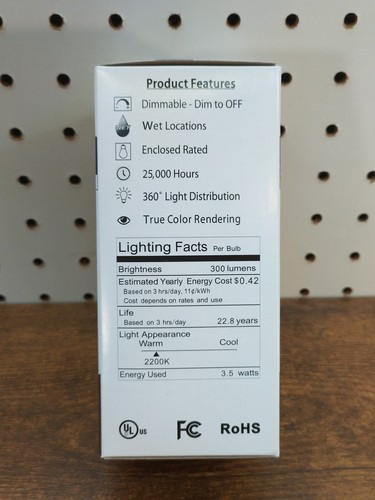 Product Features
Dimmable - Dim to OFF
WET
Wet Locations
Enclosed Rated
25,000 Hours
360° Light Distribution
True Color Rendering
Lighting Facts Per Bulb
Brightness 300 lumens
Estimated Yearly Energy Cost $0.42
Based on 3 hrs/day, 11¢/kWh
Cost depends on rates and use
Life
Based on 3 hrs/day 22.8 years
Light Appearance
Warm Cool
2200K
Energy Used 3.5 watts
UL US FC RoHS